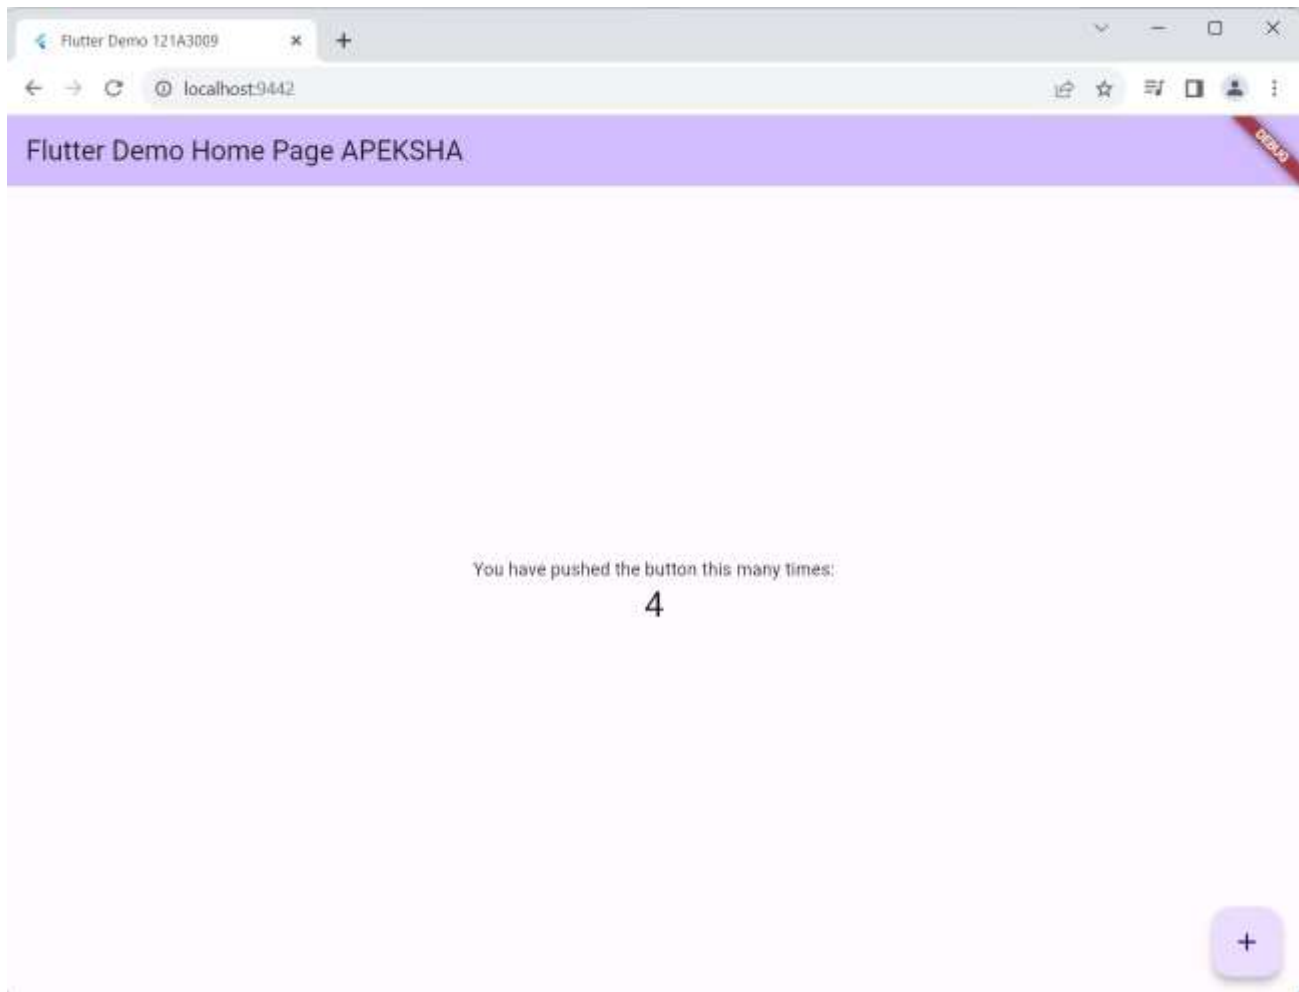 Flutter Demo 121A3009
localhost:9442
Flutter Demo Home Page APEKSHA
DEBUG
You have pushed the button this many times:
4